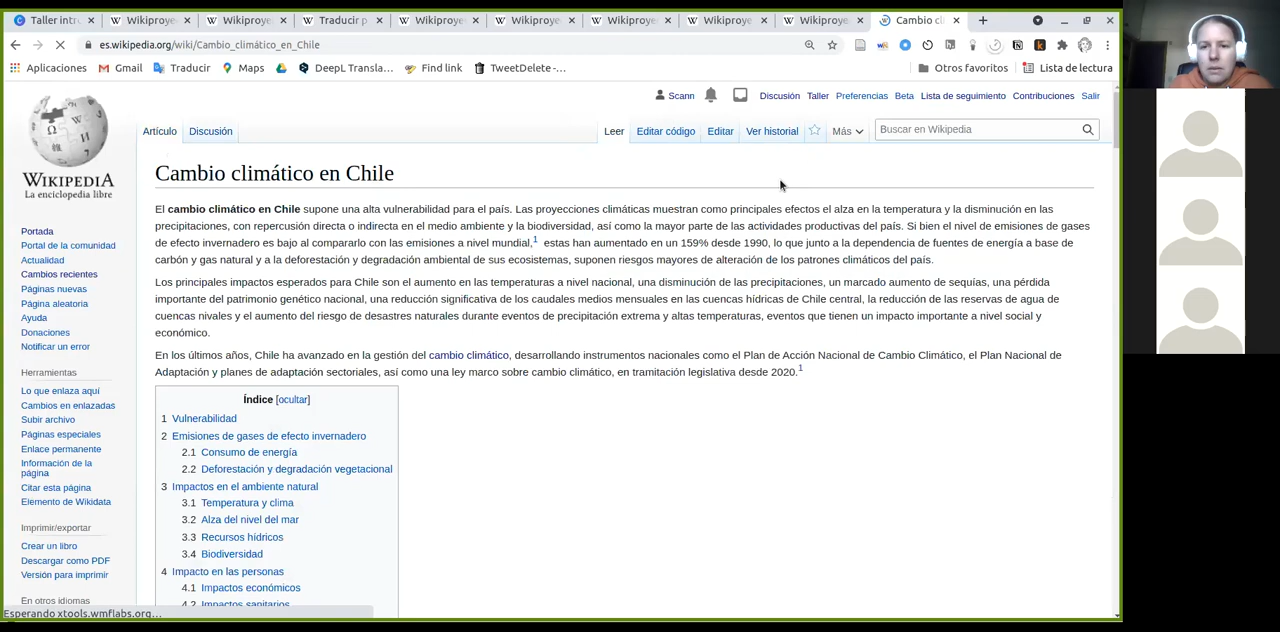 Taller intr
Wikiproye
Wikiproye
Traducir p
Wikiproye
Wikiproye
Wikiproye
Wikiproye
Wikiproye
Cambio cli
es.wikipedia.org/wiki/Cambio_climático_en_Chile
Aplicaciones
Gmail
Traducir
Maps
DeepL Transla...
Find link
TweetDelete -...
Otros favoritos
Lista de lectura
Scann
Discusión
Taller
Preferencias
Beta
Lista de seguimiento
Contribuciones
Salir
Artículo
Discusión
Leer
Editar código
Editar
Ver historial
Más
Buscar en Wikipedia
WIKIPEDIA
La enciclopedia libre
Portada
Portal de la comunidad
Actualidad
Cambios recientes
Páginas nuevas
Página aleatoria
Ayuda
Donaciones
Notificar un error
Herramientas
Lo que enlaza aquí
Cambios en enlazadas
Subir archivo
Páginas especiales
Enlace permanente
Información de la
página
Citar esta página
Elemento de Wikidata
Imprimir/exportar
Crear un libro
Descargar como PDF
Versión para imprimir
En otros idiomas
Esperando xtools.wmflabs.org...
Cambio climático en Chile
El cambio climático en Chile supone una alta vulnerabilidad para el país. Las proyecciones climáticas muestran como principales efectos el alza en la temperatura y la disminución en las
precipitaciones, con repercusión directa o indirecta en el medio ambiente y la biodiversidad, así como la mayor parte de las actividades productivas del país. Si bien el nivel de emisiones de gases
de efecto invernadero es bajo al compararlo con las emisiones a nivel mundial,1 estas han aumentado en un 159% desde 1990, lo que junto a la dependencia de fuentes de energía a base de
carbón y gas natural y a la deforestación y degradación ambiental de sus ecosistemas, suponen riesgos mayores de alteración de los patrones climáticos del país.
Los principales impactos esperados para Chile son el aumento en las temperaturas a nivel nacional, una disminución de las precipitaciones, un marcado aumento de sequías, una pérdida
importante del patrimonio genético nacional, una reducción significativa de los caudales medios mensuales en las cuencas hídricas de Chile central, la reducción de las reservas de agua de
cuencas nivales y el aumento del riesgo de desastres naturales durante eventos de precipitación extrema y altas temperaturas, eventos que tienen un impacto importante a nivel social y
económico.
En los últimos años, Chile ha avanzado en la gestión del cambio climático, desarrollando instrumentos nacionales como el Plan de Acción Nacional de Cambio Climático, el Plan Nacional de
Adaptación y planes de adaptación sectoriales, así como una ley marco sobre cambio climático, en tramitación legislativa desde 2020.1
Índice [ocultar]
1 Vulnerabilidad
2 Emisiones de gases de efecto invernadero
2.1 Consumo de energía
2.2 Deforestación y degradación vegetacional
3 Impactos en el ambiente natural
3.1 Temperatura y clima
3.2 Alza del nivel del mar
3.3 Recursos hídricos
3.4 Biodiversidad
4 Impacto en las personas
4.1 Impactos económicos
4.2 Impactos sanitarios